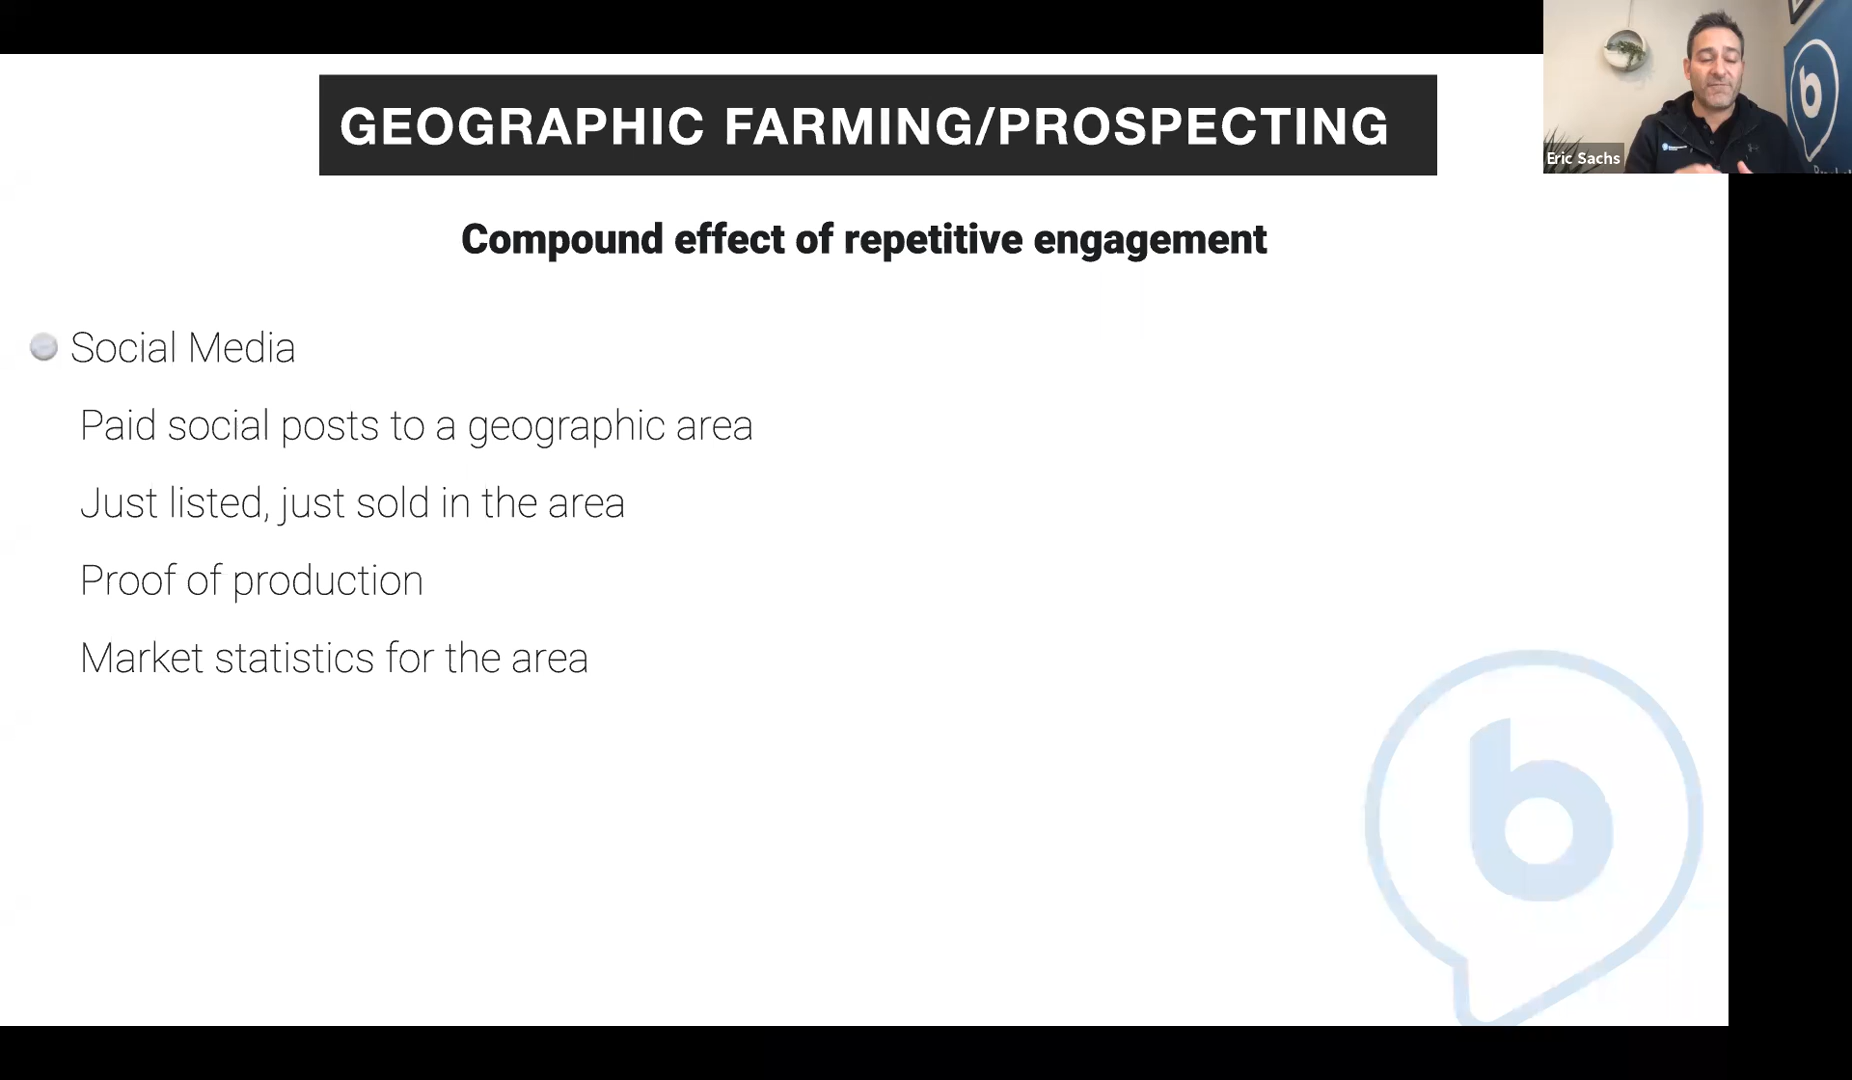 GEOGRAPHIC FARMING/PROSPECTING
Eric Sachs
Compound effect of repetitive engagement
Social Media
Paid social posts to a geographic area
Just listed, just sold in the area
Proof of production
Market statistics for the area
b
b